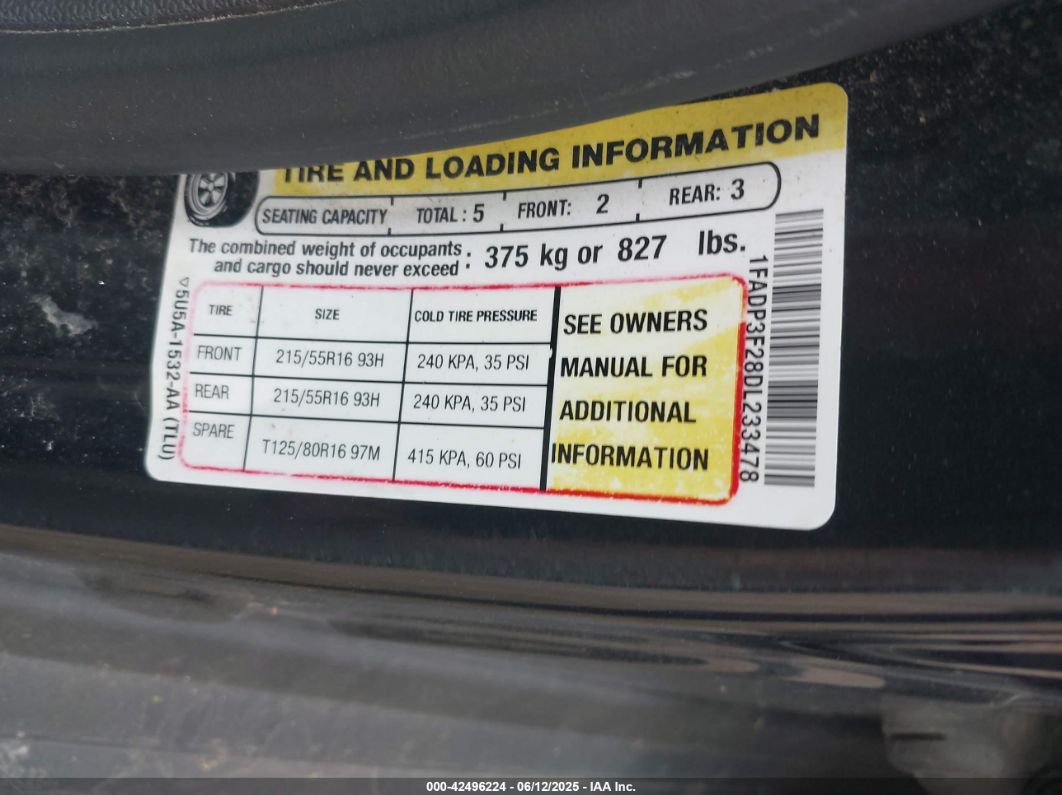 TIRE AND LOADING INFORMATION
SEATING CAPACITY TOTAL : 5 FRONT: 2 REAR: 3
The combined weight of occupants
and cargo should never exceed : 375 kg or 827 lbs.
TIRE SIZE COLD TIRE PRESSURE
FRONT 215/55R16 93H 240 KPA, 35 PSI
REAR 215/55R16 93H 240 KPA, 35 PSI
SPARE T125/80R16 97M 415 KPA, 60 PSI
SEE OWNERS
MANUAL FOR
ADDITIONAL
INFORMATION
5U5A-1532-AA (TLU)
1FADP3F28DL233478
000-42496224 - 06/12/2025 - IAA Inc.